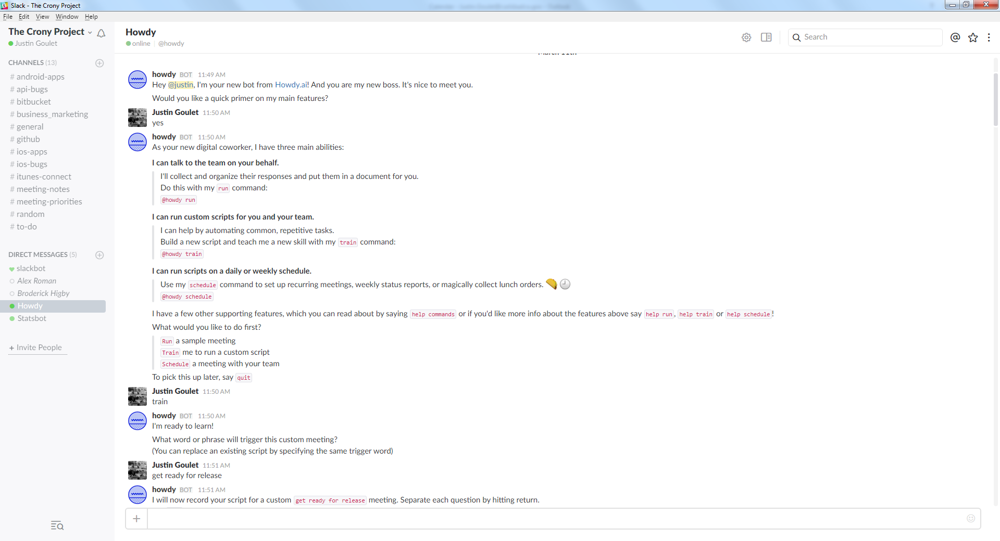 Slack - The Crony Project
File Edit View Window Help
The Crony Project
Justin Goulet
CHANNELS (13)
# android-apps
# api-bugs
# bitbucket
# business_marketing
# general
# github
# ios-apps
# ios-bugs
# itunes-connect
# meeting-notes
# meeting-priorities
# random
# to-do
DIRECT MESSAGES (5)
slackbot
Alex Roman
Broderick Higby
Howdy
Statsbot
+ Invite People
Howdy
online | @howdy
Search
March 11th
howdy BOT 11:49 AM
Hey @justin, I'm your new bot from Howdy.ai! And you are my new boss. It's nice to meet you.
Would you like a quick primer on my main features?
Justin Goulet 11:50 AM
yes
howdy BOT 11:50 AM
As your new digital coworker, I have three main abilities:
I can talk to the team on your behalf.
I'll collect and organize their responses and put them in a document for you.
Do this with my run command:
@howdy run
I can run custom scripts for you and your team.
I can help by automating common, repetitive tasks.
Build a new script and teach me a new skill with my train command:
@howdy train
I can run scripts on a daily or weekly schedule.
Use my schedule command to set up recurring meetings, weekly status reports, or magically collect lunch orders.
@howdy schedule
I have a few other supporting features, which you can read about by saying help commands or if you'd like more info about the features above say help run, help train or help schedule!
What would you like to do first?
Run a sample meeting
Train me to run a custom script
Schedule a meeting with your team
To pick this up later, say quit
Justin Goulet 11:50 AM
train
howdy BOT 11:50 AM
I'm ready to learn!
What word or phrase will trigger this custom meeting?
(You can replace an existing script by specifying the same trigger word)
Justin Goulet 11:51 AM
get ready for release
howdy BOT 11:51 AM
I will now record your script for a custom get ready for release meeting. Separate each question by hitting return.